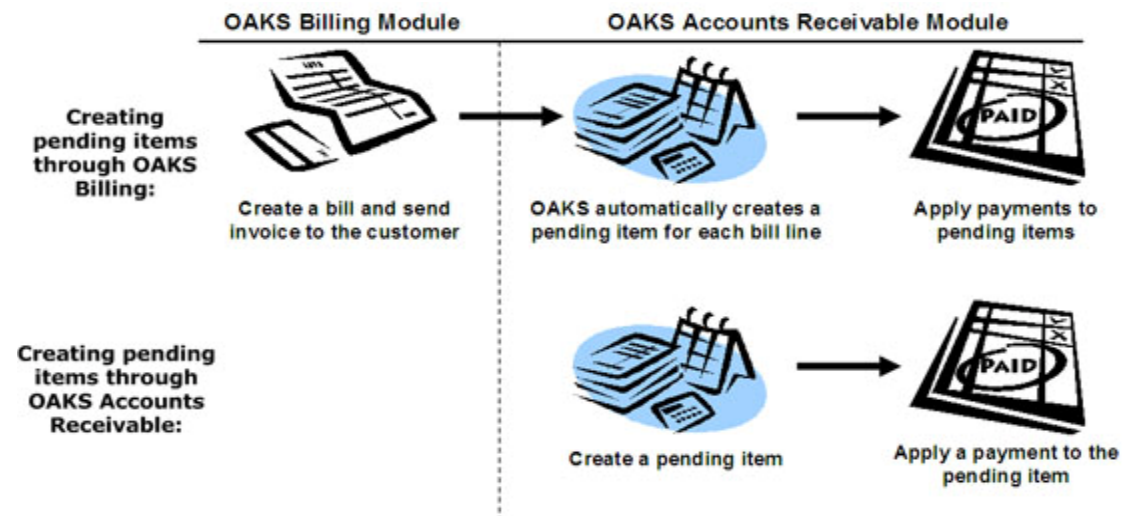 OAKS Billing Module
OAKS Accounts Receivable Module
Creating
pending items
through OAKS
Billing:
PAID
Create a bill and send
invoice to the customer
OAKS automatically creates a
pending item for each bill line
Apply payments to
pending items
Creating pending
items through
OAKS Accounts
Receivable:
PAID
Create a pending item
Apply a payment to the
pending item